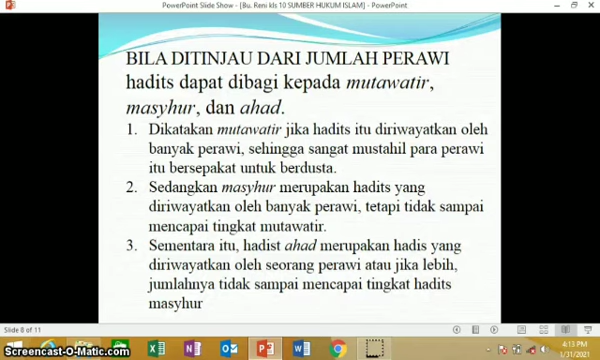 PowerPoint Slide Show - [Bu. Reni kls 10 SUMBER HUKUM ISLAM] - PowerPoint
BILA DITINJAU DARI JUMLAH PERAWI
hadits dapat dibagi kepada mutawatir,
masyhur, dan ahad.
1. Dikatakan mutawatir jika hadits itu diriwayatkan oleh
banyak perawi, sehingga sangat mustahil para perawi
itu bersepakat untuk berdusta.
2. Sedangkan masyhur merupakan hadits yang
diriwayatkan oleh banyak perawi, tetapi tidak sampai
mencapai tingkat mutawatir.
3. Sementara itu, hadist ahad merupakan hadis yang
diriwayatkan oleh seorang perawi atau jika lebih,
jumlahnya tidak sampai mencapai tingkat hadits
masyhur
Slide 8 of 11
Screencast-O-Matic.com
4:13 PM
1/31/2021